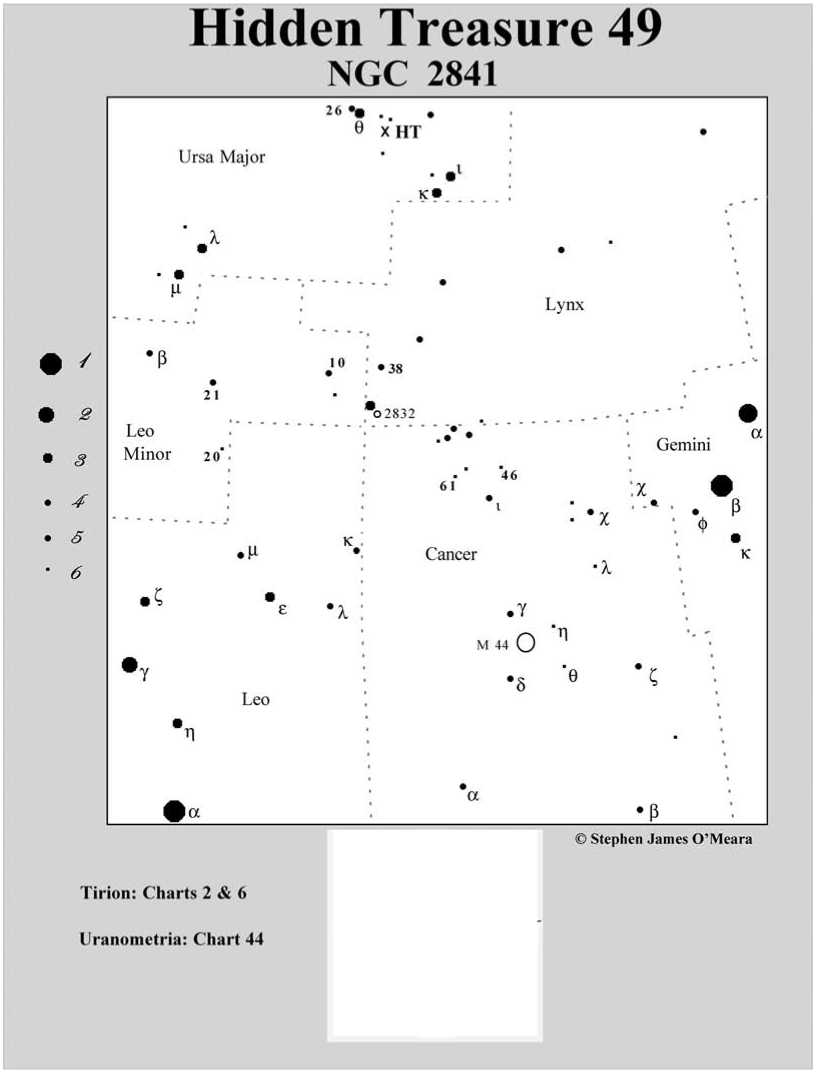 Hidden Treasure 49
NGC 2841
26
θ
x HT
Ursa Major
ι
κ
λ
μ
Lynx
1
β
10
38
21
2
2832
α
Leo
Minor
Gemini
3
20
61
46
χ
β
4
ι
χ
φ
5
κ
μ
Cancer
κ
6
λ
ζ
ε
λ
γ
η
M 44
γ
θ
ζ
δ
Leo
η
α
α
β
© Stephen James O'Meara
Tirion: Charts 2 & 6
Uranometria: Chart 44